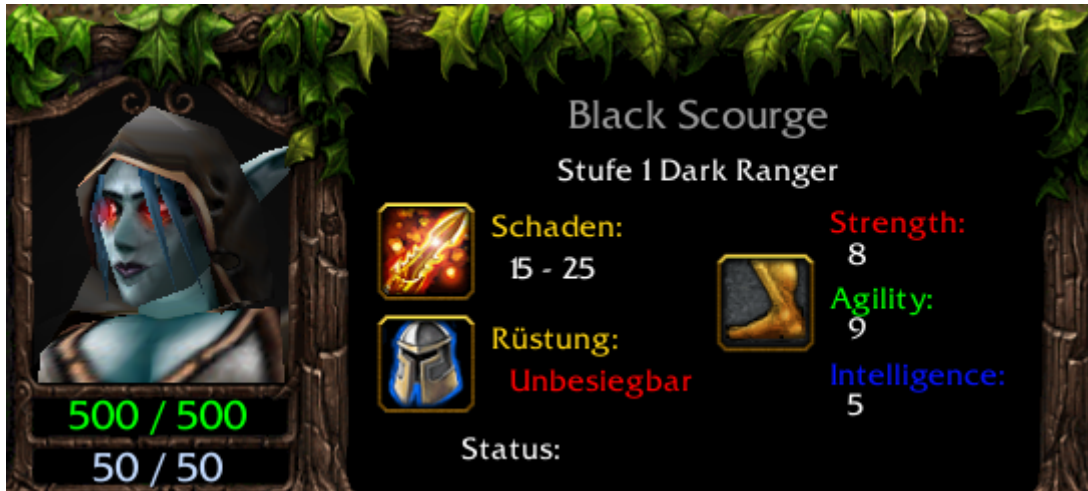 Black Scourge
Stufe 1 Dark Ranger
Schaden:
15 - 25
Rüstung:
Unbesiegbar
Strength:
8
Agility:
9
Intelligence:
5
Status:
500 / 500
50 / 50